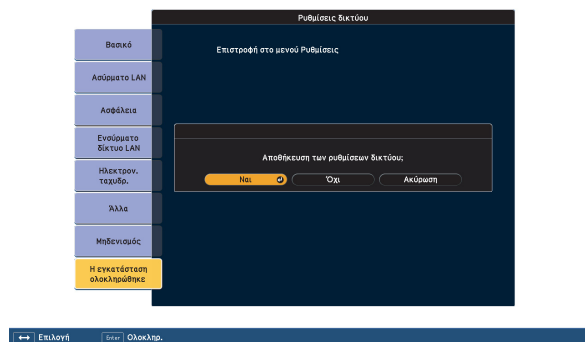 Ρυθμίσεις δικτύου
Βασικό
Επιστροφή στο μενού Ρυθμίσεις
Ασύρματο LAN
Ασφάλεια
Ενσύρματο
δίκτυο LAN
Ηλεκτρον.
ταχυδρ.
Άλλα
Μηδενισμός
Η εγκατάσταση
ολοκληρώθηκε
Αποθήκευση των ρυθμίσεων δικτύου;
Ναι Όχι Ακύρωση
Επιλογή Enter Ολοκληρ.